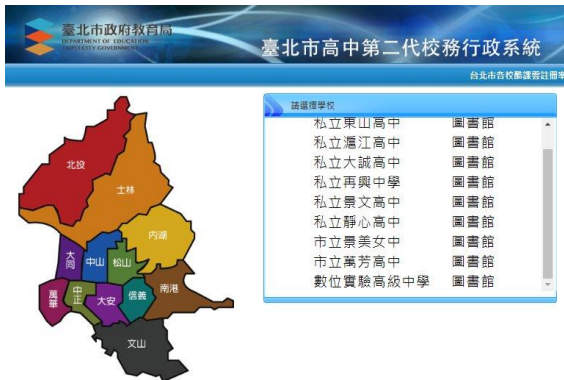 臺北市政府教育局
DEPARTMENT OF EDUCATION
TAIPEI CITY GOVERNMENT
臺北市高中第二代校務行政系統
台北市各校酷課雲註冊率
請選擇學校
私立東山高中 圖書館
私立滬江高中 圖書館
私立大誠高中 圖書館
私立再興中學 圖書館
私立景文高中 圖書館
私立靜心高中 圖書館
市立景美女中 圖書館
市立萬芳高中 圖書館
數位實驗高級中學 圖書館
北投
士林
內湖
大同
中山
松山
萬華
中正
大安
信義
南港
文山